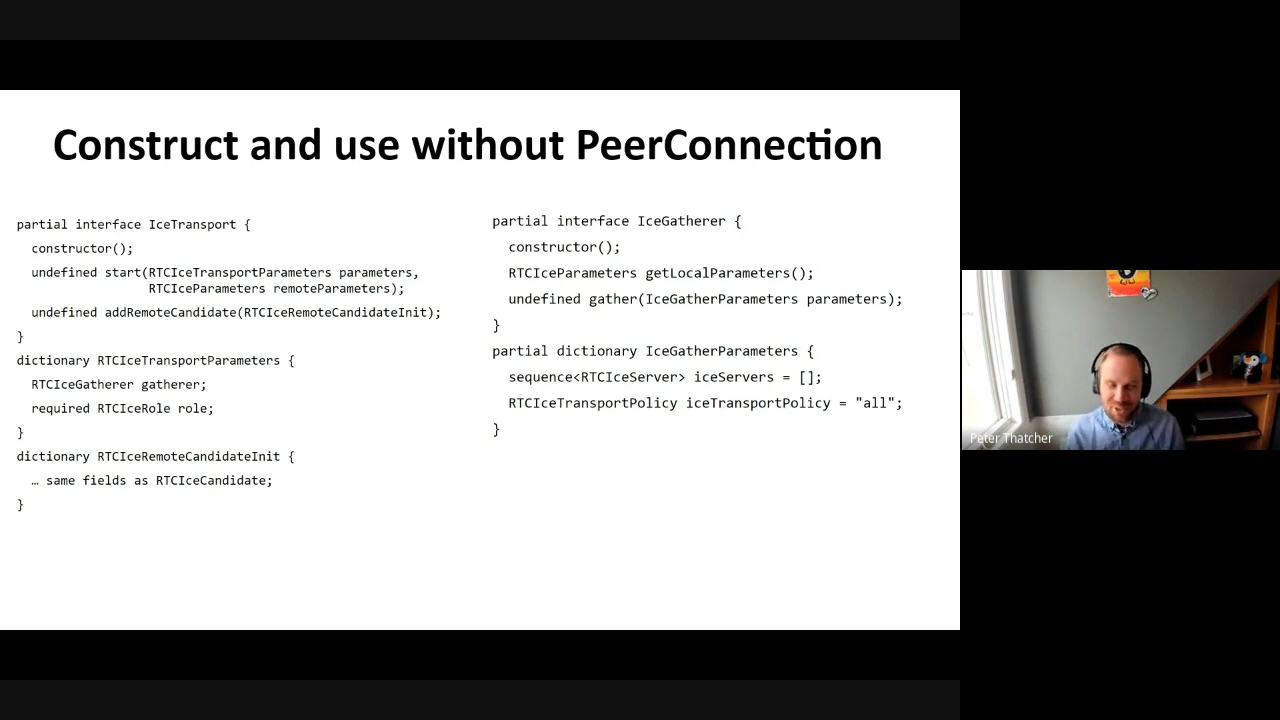 Construct and use without PeerConnection
partial interface IceTransport {
constructor();
undefined start(RTCIceTransportParameters parameters,
RTCIceParameters remoteParameters);
undefined addRemoteCandidate(RTCIceRemoteCandidateInit);
}
dictionary RTCIceTransportParameters {
RTCIceGatherer gatherer;
required RTCIceRole role;
}
dictionary RTCIceRemoteCandidateInit {
… same fields as RTCIceCandidate;
}
partial interface IceGatherer {
constructor();
RTCIceParameters getLocalParameters();
undefined gather(IceGatherParameters parameters);
}
partial dictionary IceGatherParameters {
sequence<RTCIceServer> iceServers = [];
RTCIceTransportPolicy iceTransportPolicy = "all";
}
Peter Thatcher